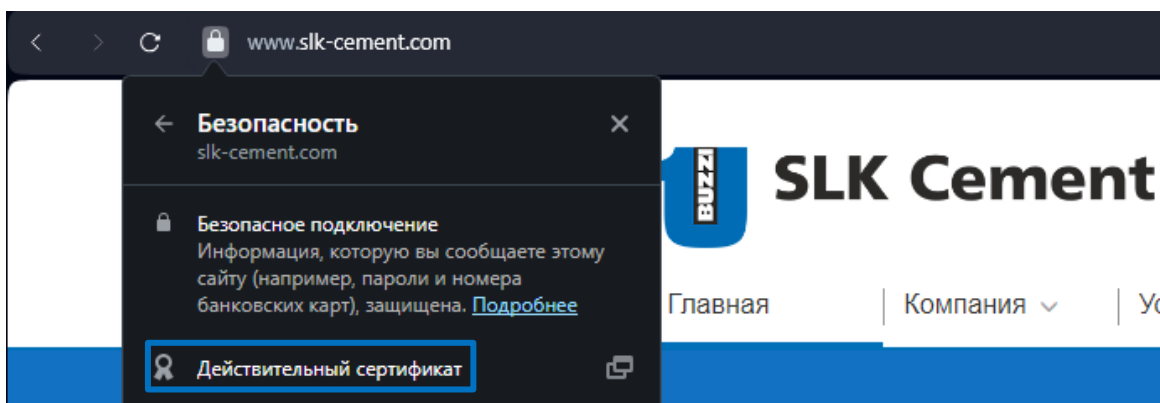 www.slk-cement.com
Безопасность
slk-cement.com
Безопасное подключение
Информация, которую вы сообщаете этому
сайту (например, пароли и номера
банковских карт), защищена. Подробнее
Действительный сертификат
BUZZI
SLK Cement
Главная
Компания